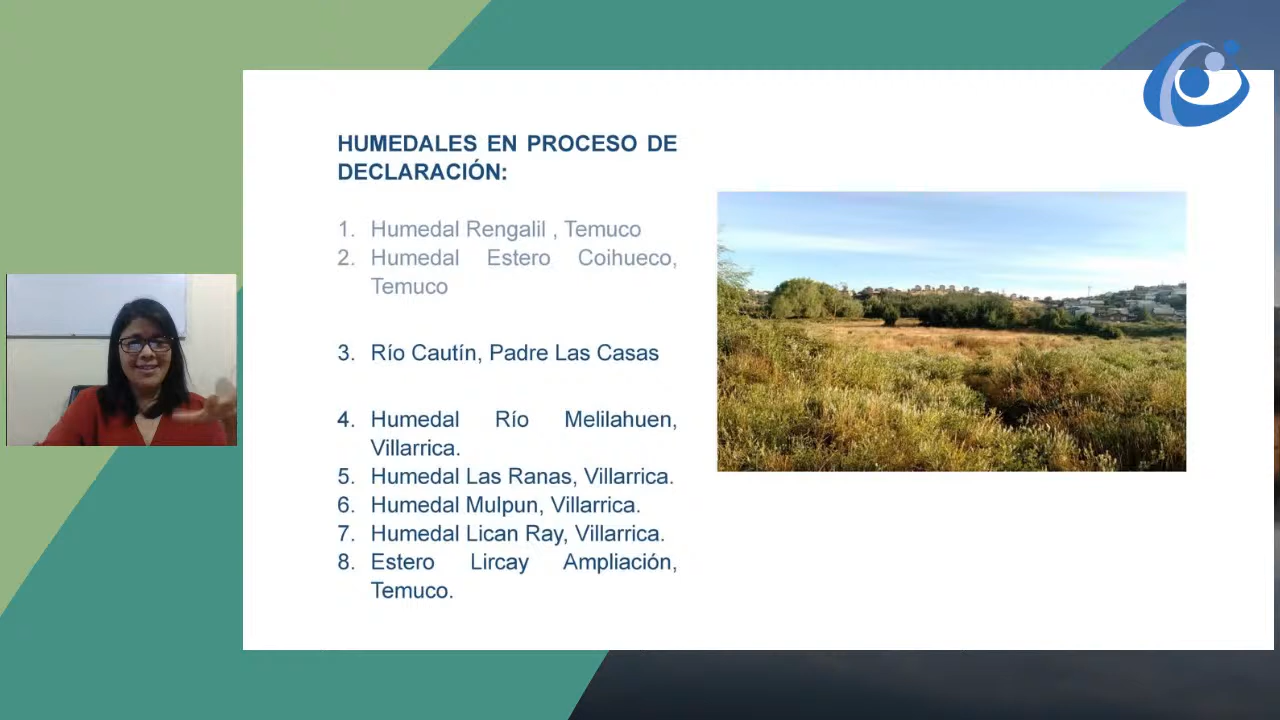 HUMEDALES EN PROCESO DE
DECLARACIÓN:
1. Humedal Rengalil , Temuco
2. Humedal Estero Coihueco,
Temuco
3. Río Cautín, Padre Las Casas
4. Humedal Río Melilahuen,
Villarrica.
5. Humedal Las Ranas, Villarrica.
6. Humedal Mulpun, Villarrica.
7. Humedal Lican Ray, Villarrica.
8. Estero Lircay Ampliación,
Temuco.